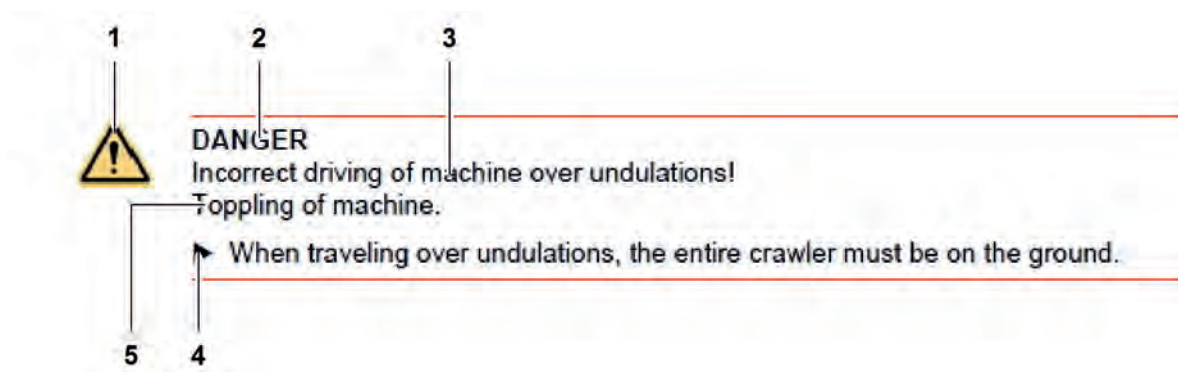 1 2 3
DANGER
Incorrect driving of machine over undulations!
Toppling of machine.
► When traveling over undulations, the entire crawler must be on the ground.
5 4